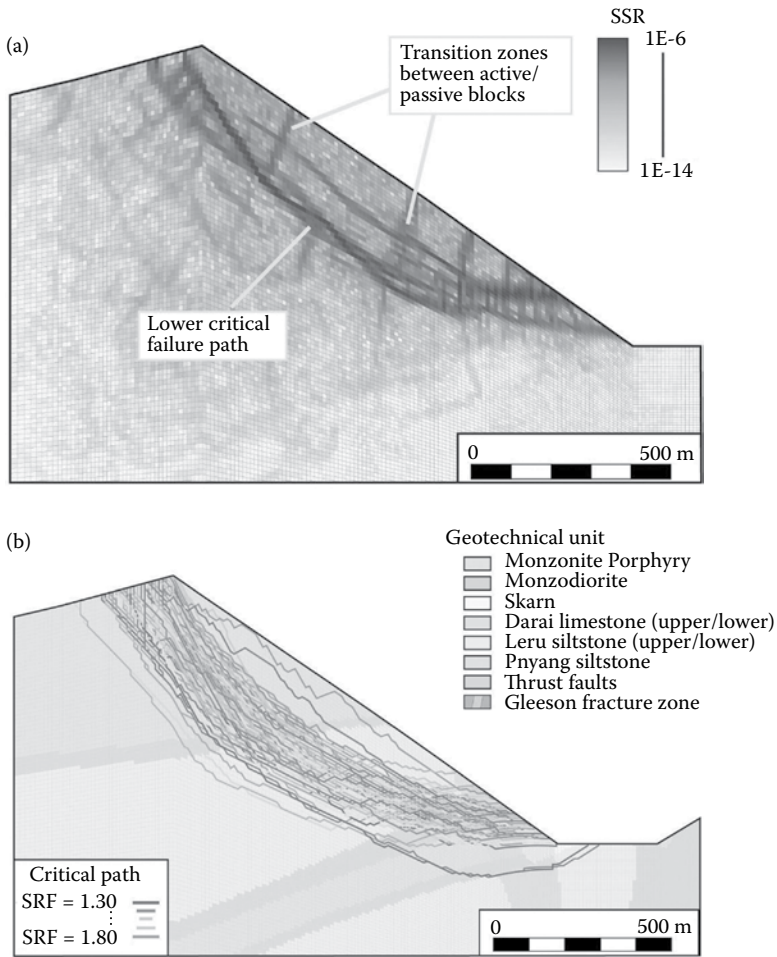 (a)
SSR
1E-6
1E-14
Transition zones
between active/
passive blocks
Lower critical
failure path
0 500 m
(b)
Geotechnical unit
Monzonite Porphyry
Monzodiorite
Skarn
Darai limestone (upper/lower)
Leru siltstone (upper/lower)
Pnyang siltstone
Thrust faults
Gleeson fracture zone
Critical path
SRF = 1.30
SRF = 1.80
0 500 m